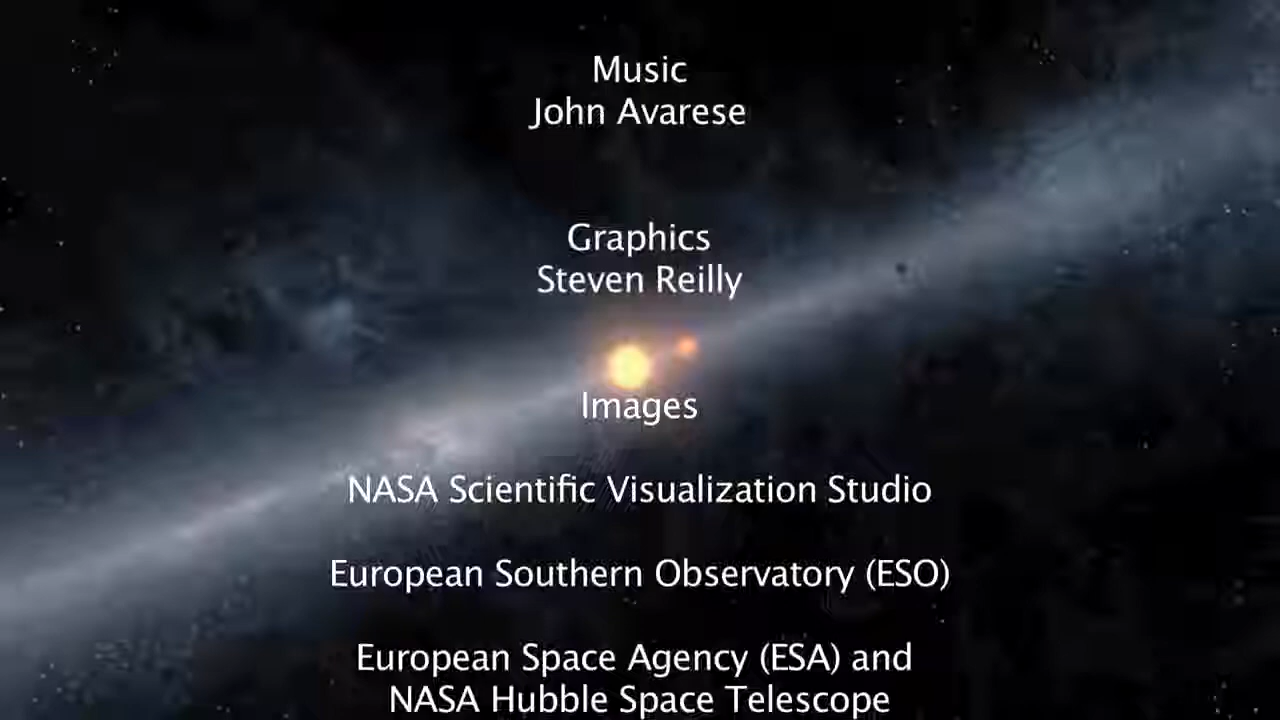 Music
John Avarese
Graphics
Steven Reilly
Images
NASA Scientific Visualization Studio
European Southern Observatory (ESO)
European Space Agency (ESA) and
NASA Hubble Space Telescope